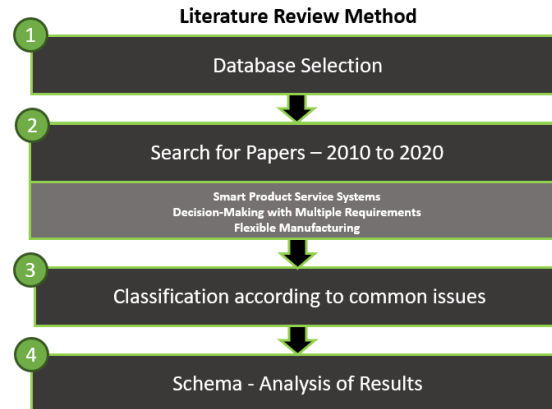 Literature Review Method
1
Database Selection
2
Search for Papers – 2010 to 2020
Smart Product Service Systems
Decision-Making with Multiple Requirements
Flexible Manufacturing
3
Classification according to common issues
4
Schema - Analysis of Results